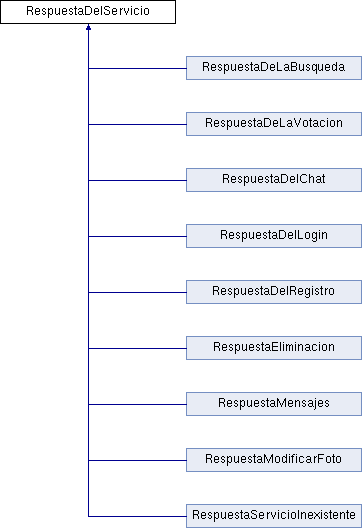 RespuestaDelServicio
RespuestaDeLaBusqueda
RespuestaDeLaVotacion
RespuestaDelChat
RespuestaDelLogin
RespuestaDelRegistro
RespuestaEliminacion
RespuestaMensajes
RespuestaModificarFoto
RespuestaServicioInexistente